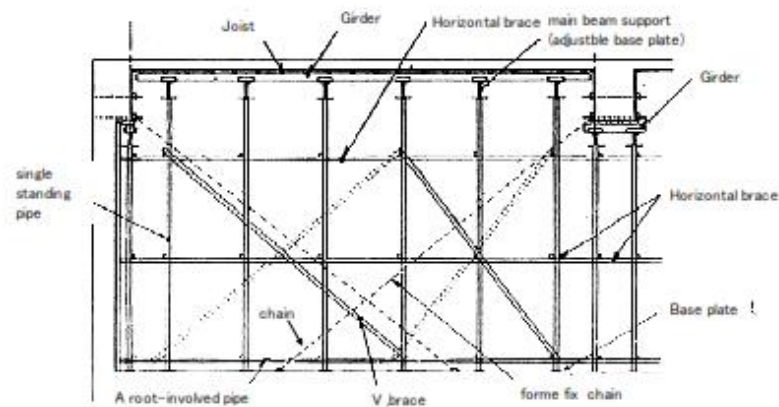 Joist
Girder
Horizontal brace
main beam support
(adjustble base plate)
Girder
single
standing
pipe
Horizontal brace
chain
Base plate !
A root-involved pipe
V.brace
forme fix chain